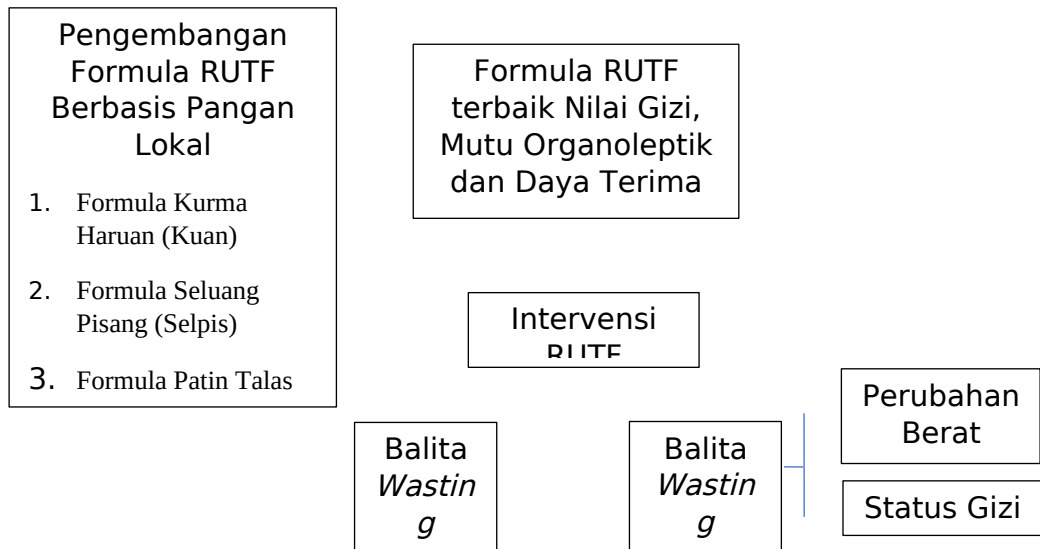 Pengembangan
Formula RUTF
Berbasis Pangan
Lokal
1. Formula Kurma
Haruan (Kuan)
2. Formula Seluang
Pisang (Selpis)
3. Formula Patin Talas
Formula RUTF
terbaik Nilai Gizi,
Mutu Organoleptik
dan Daya Terima
Intervensi
RUTF
Balita
Wastin
g
Balita
Wastin
g
Perubahan
Berat
Status Gizi